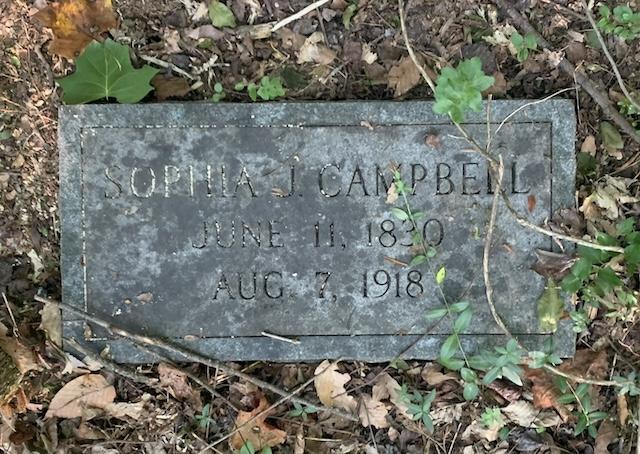 SOPHIA J. CAMPBELL
JUNE 11, 1830
AUG. 7, 1918